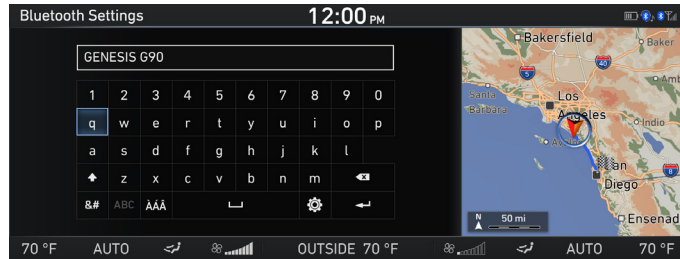 Bluetooth Settings
12:00 PM
GENESIS G90
1 2 3 4 5 6 7 8 9 0
q w e r t y u i o p
a s d f g h j k l
z x c v b n m
&# ABC ÀÁÂ
Bakersfield
Baker
40
5
Santa
Barbara
Los
Angeles
Indio
San
Diego
8
Ensenad
N 50 mi
70 °F AUTO OUTSIDE 70 °F AUTO 70 °F